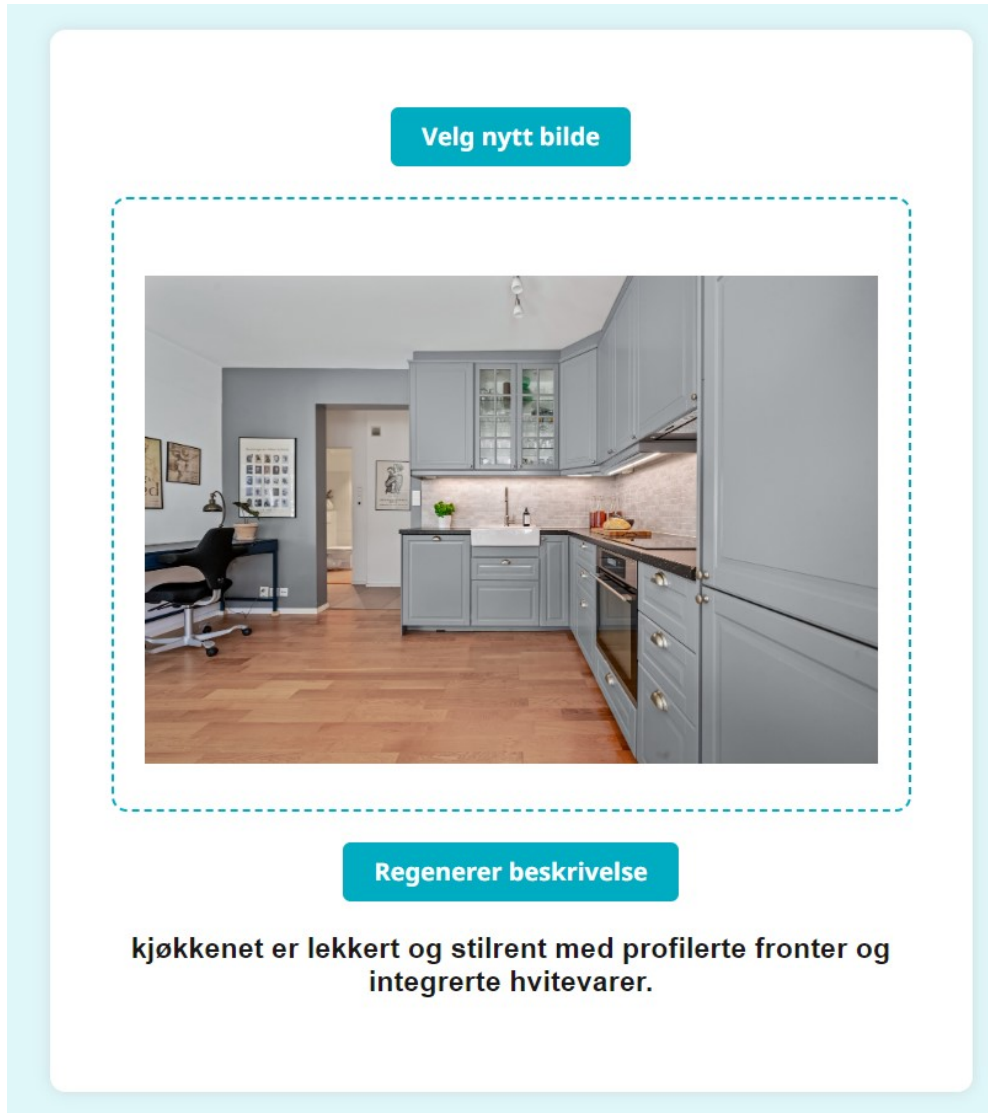 Velg nytt bilde
Regenerer beskrivelse
kjøkkenet er lekkert og stilrent med profilerte fronter og
integrerte hvitevarer.